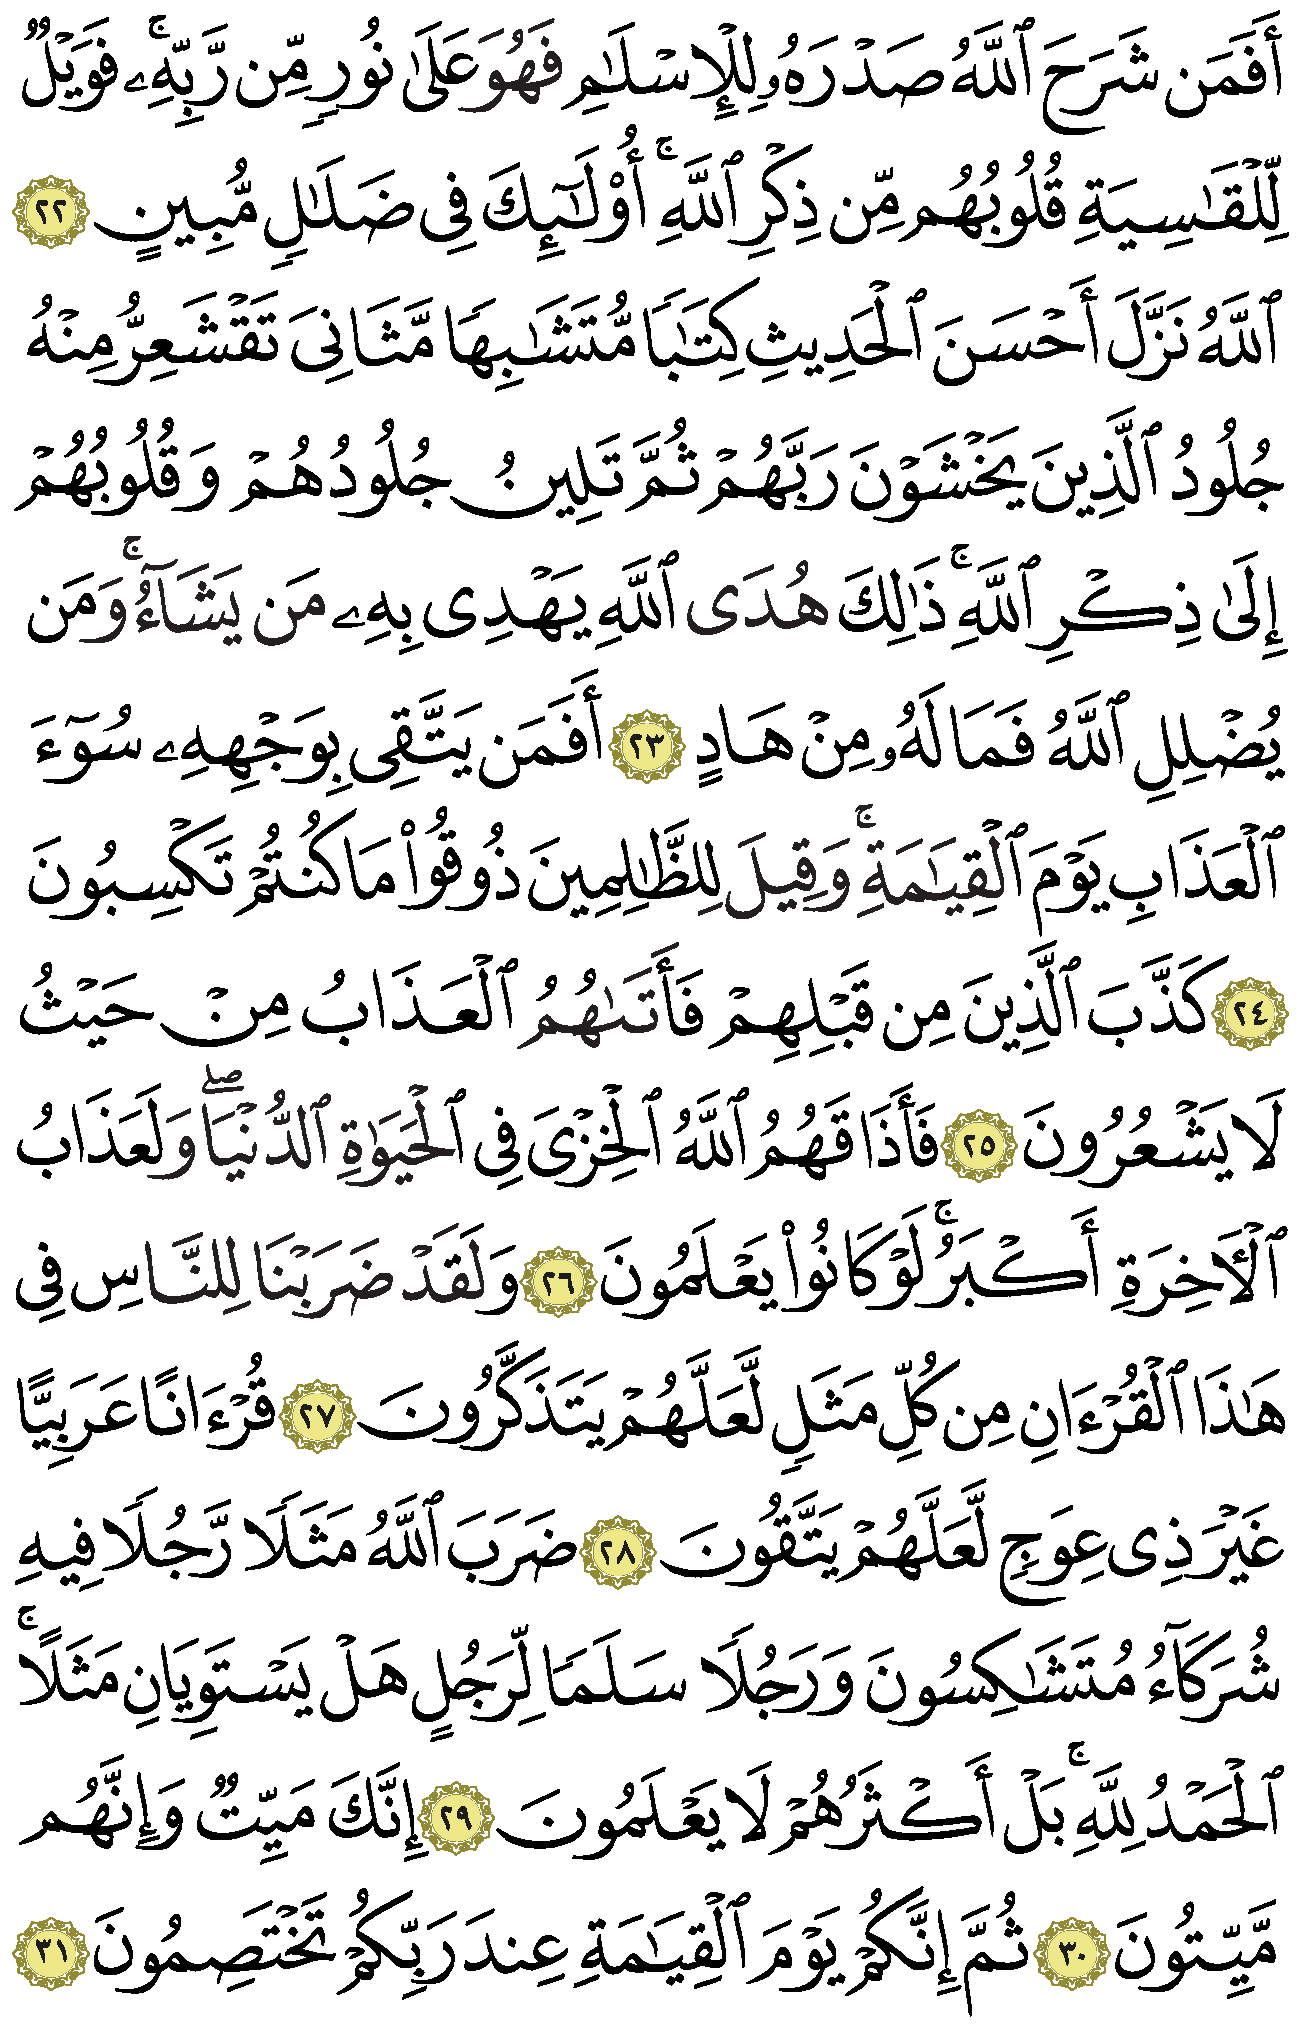 أَفَمَن شَرَحَ ٱللَّهُ صَدْرَهُۥ لِلْإِسْلَٰمِ فَهُوَ عَلَىٰ نُورٍ مِّن رَّبِّهِۦ ۚ فَوَيْلٌ
لِّلْقَٰسِيَةِ قُلُوبُهُم مِّن ذِكْرِ ٱللَّهِ ۚ أُو۟لَٰٓئِكَ فِى ضَلَٰلٍ مُّبِينٍ ٢٢
ٱللَّهُ نَزَّلَ أَحْسَنَ ٱلْحَدِيثِ كِتَٰبًا مُّتَشَٰبِهًا مَّثَانِىَ تَقْشَعِرُّ مِنْهُ
جُلُودُ ٱلَّذِينَ يَخْشَوْنَ رَبَّهُمْ ثُمَّ تَلِينُ جُلُودُهُمْ وَقُلُوبُهُمْ
إِلَىٰ ذِكْرِ ٱللَّهِ ۚ ذَٰلِكَ هُدَى ٱللَّهِ يَهْدِى بِهِۦ مَن يَشَآءُ ۚ وَمَن
يُضْلِلِ ٱللَّهُ فَمَا لَهُۥ مِنْ هَادٍ ٢٣ أَفَمَن يَتَّقِى بِوَجْهِهِۦ سُوٓءَ
ٱلْعَذَابِ يَوْمَ ٱلْقِيَٰمَةِ ۚ وَقِيلَ لِلظَّٰلِمِينَ ذُوقُوا۟ مَا كُنتُمْ تَكْسِبُونَ
٢٤ كَذَّبَ ٱلَّذِينَ مِن قَبْلِهِمْ فَأَتَىٰهُمُ ٱلْعَذَابُ مِنْ حَيْثُ
لَا يَشْعُرُونَ ٢٥ فَأَذَاقَهُمُ ٱللَّهُ ٱلْخِزْىَ فِى ٱلْحَيَوٰةِ ٱلدُّنْيَا ۖ وَلَعَذَابُ
ٱلْءَاخِرَةِ أَكْبَرُ ۚ لَوْ كَانُوا۟ يَعْلَمُونَ ٢٦ وَلَقَدْ ضَرَبْنَا لِلنَّاسِ فِى
هَٰذَا ٱلْقُرْءَانِ مِن كُلِّ مَثَلٍ لَّعَلَّهُمْ يَتَذَكَّرُونَ ٢٧ قُرْءَانًا عَرَبِيًّا
غَيْرَ ذِى عِوَجٍ لَّعَلَّهُمْ يَتَّقُونَ ٢٨ ضَرَبَ ٱللَّهُ مَثَلًا رَّجُلًا فِيهِ
شُرَكَآءُ مُتَشَٰكِسُونَ وَرَجُلًا سَلَمًا لِّرَجُلٍ هَلْ يَسْتَوِيَانِ مَثَلًا ۚ
ٱلْحَمْدُ لِلَّهِ ۚ بَلْ أَكْثَرُهُمْ لَا يَعْلَمُونَ ٢٩ إِنَّكَ مَيِّتٌ وَإِنَّهُم
مَّيِّتُونَ ٣٠ ثُمَّ إِنَّكُمْ يَوْمَ ٱلْقِيَٰمَةِ عِندَ رَبِّكُمْ تَخْتَصِمُونَ ٣١